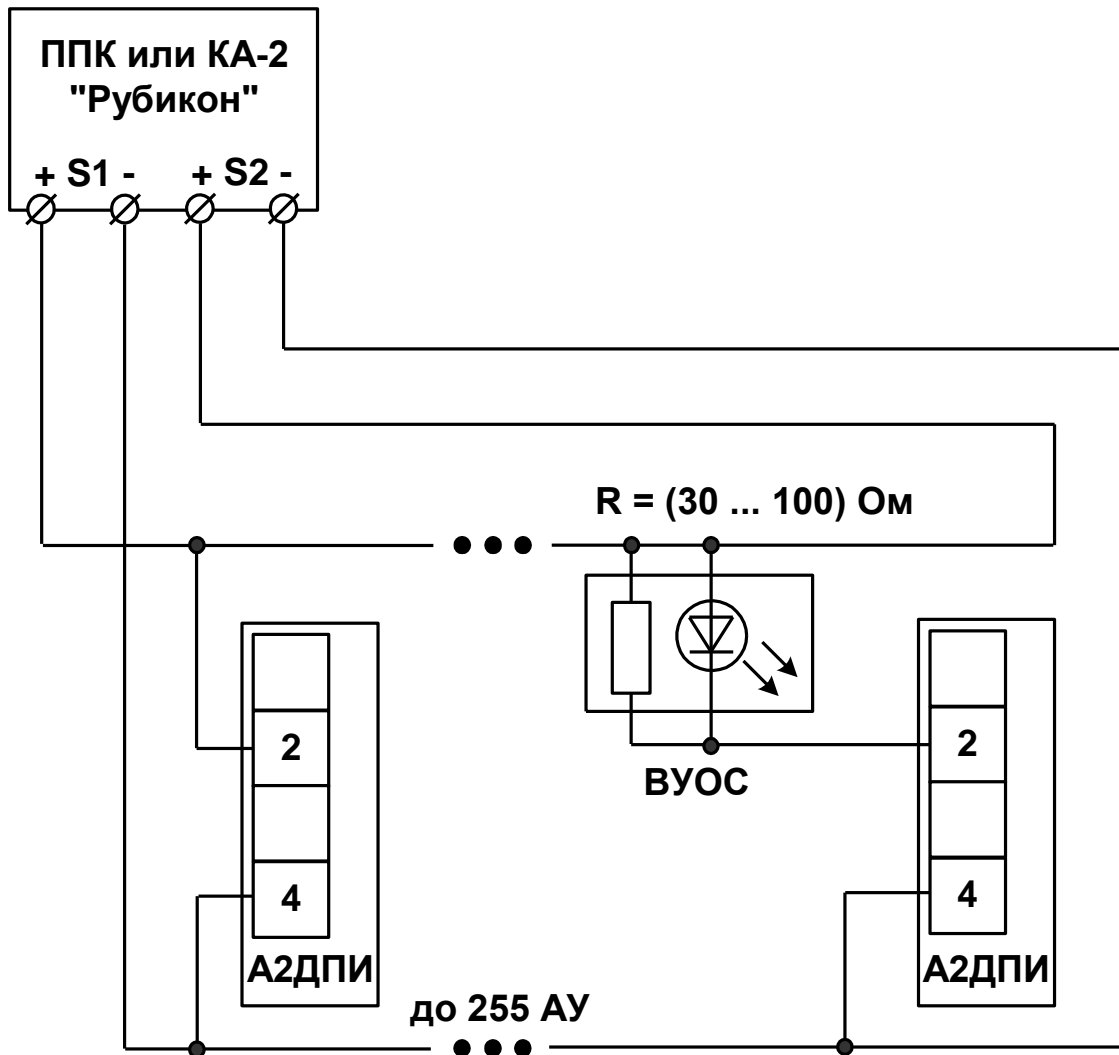 ППК или КА-2
"Рубикон"
+ S1 - + S2 -
R = (30 ... 100) Ом
2
2
ВУОС
4
4
А2ДПИ
А2ДПИ
до 255 АУ